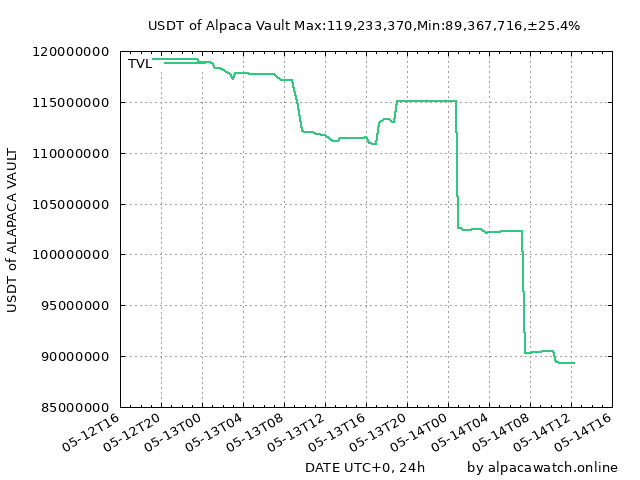 USDT of Alpaca Vault Max:119,233,370,Min:89,367,716,±25.4%
120000000
TVL
115000000
110000000
105000000
100000000
95000000
90000000
85000000
USDT of ALAPACA VAULT
05-12T16
05-12T20
05-13T00
05-13T04
05-13T08
05-13T12
05-13T16
05-13T20
05-14T00
05-14T04
05-14T08
05-14T12
05-14T16
DATE UTC+0, 24h
by alpacawatch.online